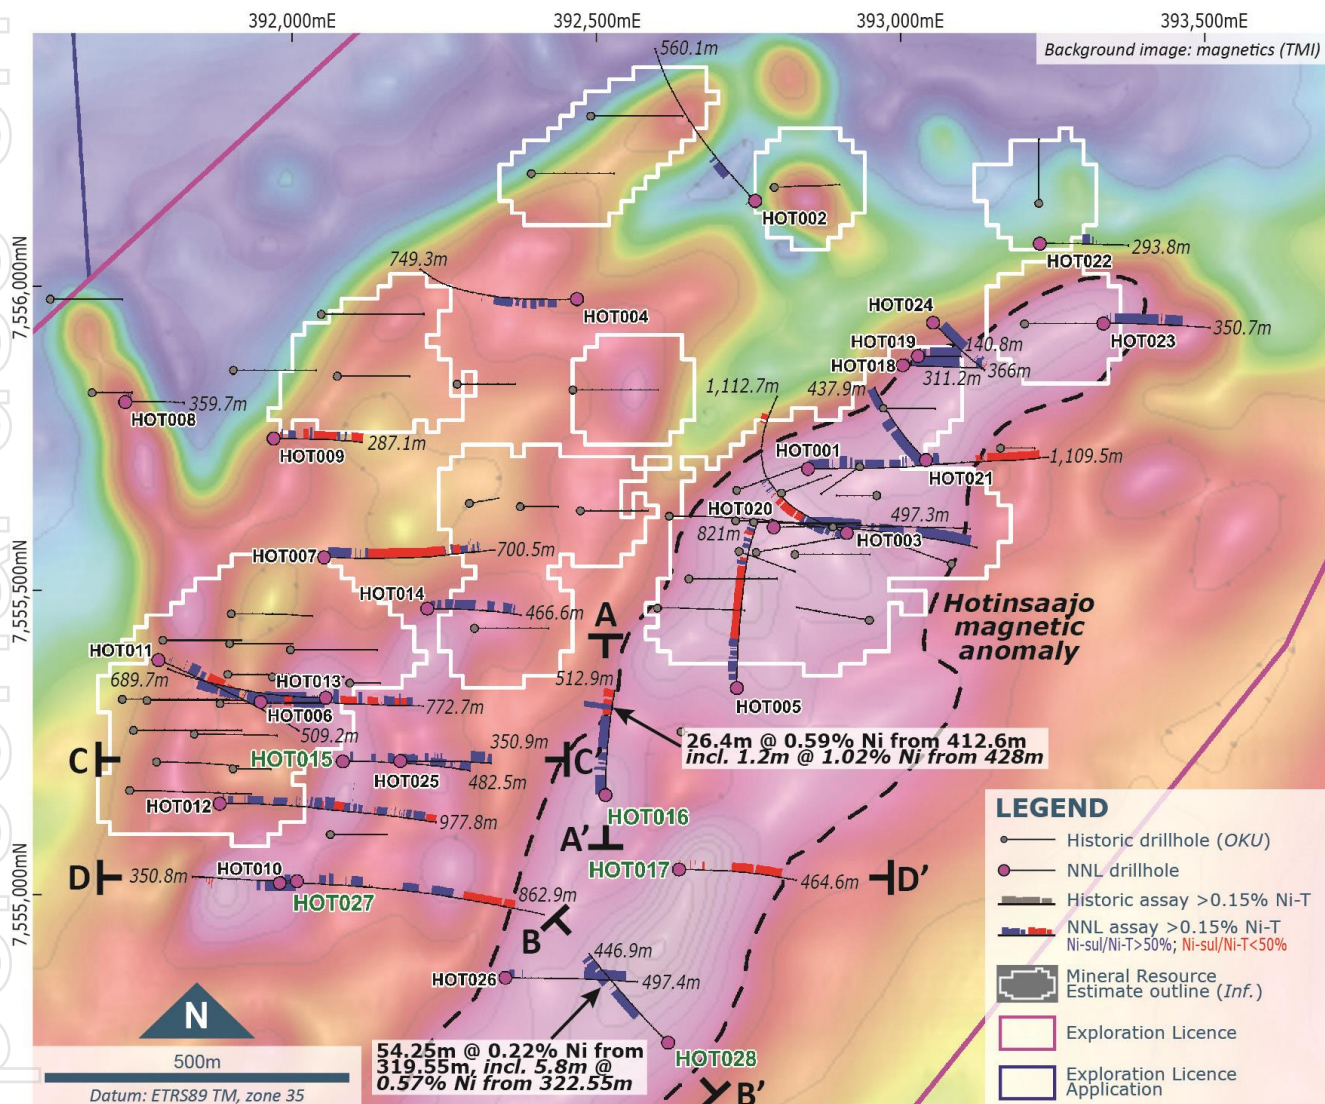 392,000mE
392,500mE
393,000mE
393,500mE
Background image: magnetics (TMI)
560.1m
HOT002
HOT022
293.8m
7,556,000mN
749.3m
HOT004
HOT024
HOT019
HOT018
140.8m
366m
311.2m
HOT023
350.7m
HOT008
359.7m
1,112.7m
437.9m
HOT009
287.1m
HOT001
HOT021
1,109.5m
HOT020
821m
497.3m
HOT003
HOT007
700.5m
7,555,500mN
HOT014
466.6m
A
Hotinsaajo
magnetic
anomaly
HOT011
689.7m
HOT013
HOT006
772.7m
509.2m
512.9m
HOT005
26.4m @ 0.59% Ni from 412.6m
incl. 1.2m @ 1.02% Ni from 428m
C
HOT015
350.9m
C'
HOT025
482.5m
HOT012
977.8m
HOT016
A'
7,555,000mN
D
350.8m
HOT010
HOT027
862.9m
B
HOT017
464.6m
D'
HOT026
446.9m
497.4m
54.25m @ 0.22% Ni from
319.55m, incl. 5.8m @
0.57% Ni from 322.55m
HOT028
B'
N
500m
Datum: ETRS89 TM, zone 35
LEGEND
Historic drillhole (OKU)
NNL drillhole
Historic assay >0.15% Ni-T
NNL assay >0.15% Ni-T
Ni-sul/Ni-T>50%; Ni-sul/Ni-T<50%
Mineral Resource
Estimate outline (Inf.)
Exploration Licence
Exploration Licence
Application